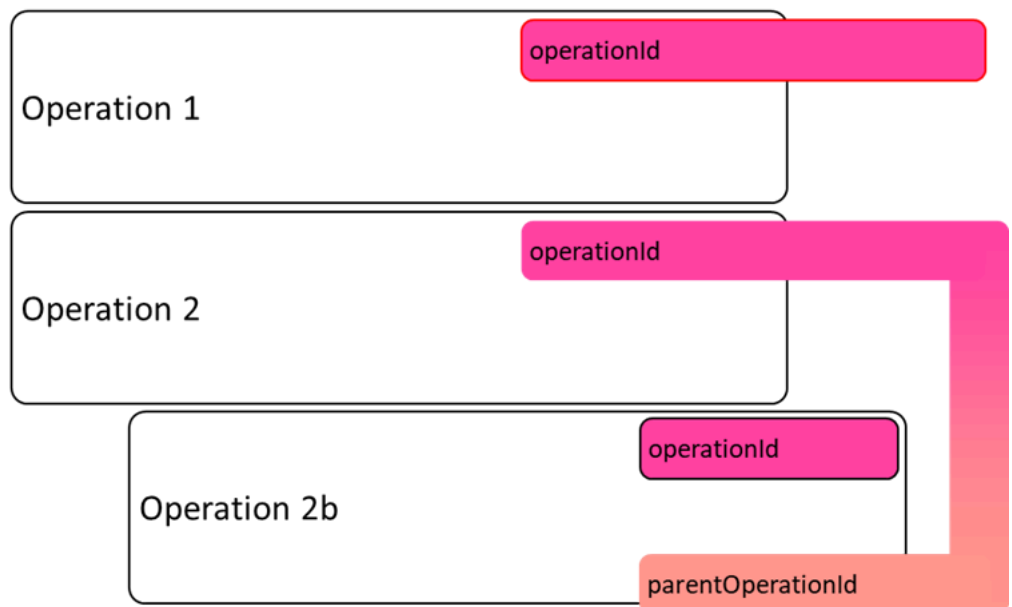 operationId
Operation 1
operationId
Operation 2
operationId
Operation 2b
parentOperationId